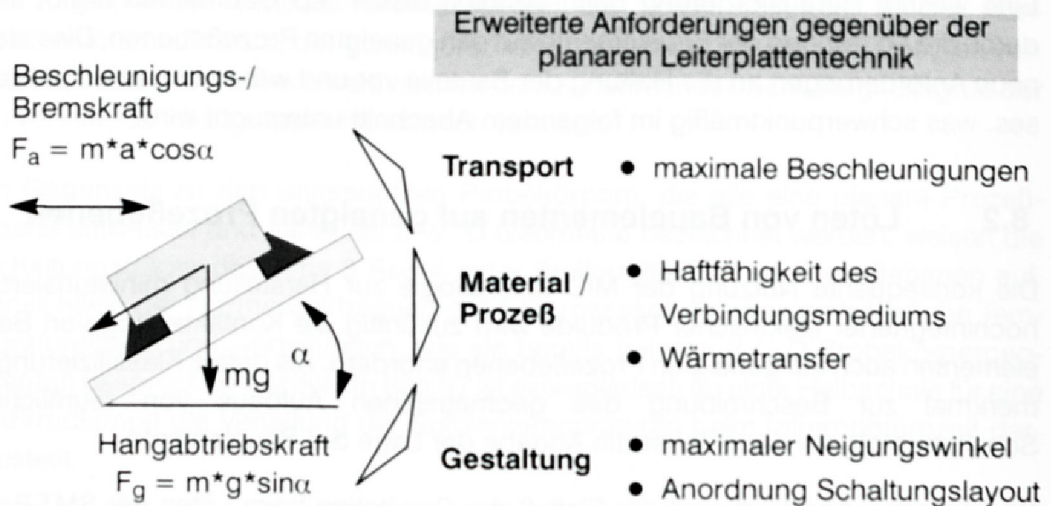 Erweiterte Anforderungen gegenüber der
planaren Leiterplattentechnik
Beschleunigungs-/
Bremskraft
Fa = m*a*cosα
α
mg
Hangabtriebskraft
Fg = m*g*sinα
Transport
● maximale Beschleunigungen
Material /
Prozeß
● Haftfähigkeit des
Verbindungsmediums
● Wärmetransfer
Gestaltung
● maximaler Neigungswinkel
● Anordnung Schaltungslayout